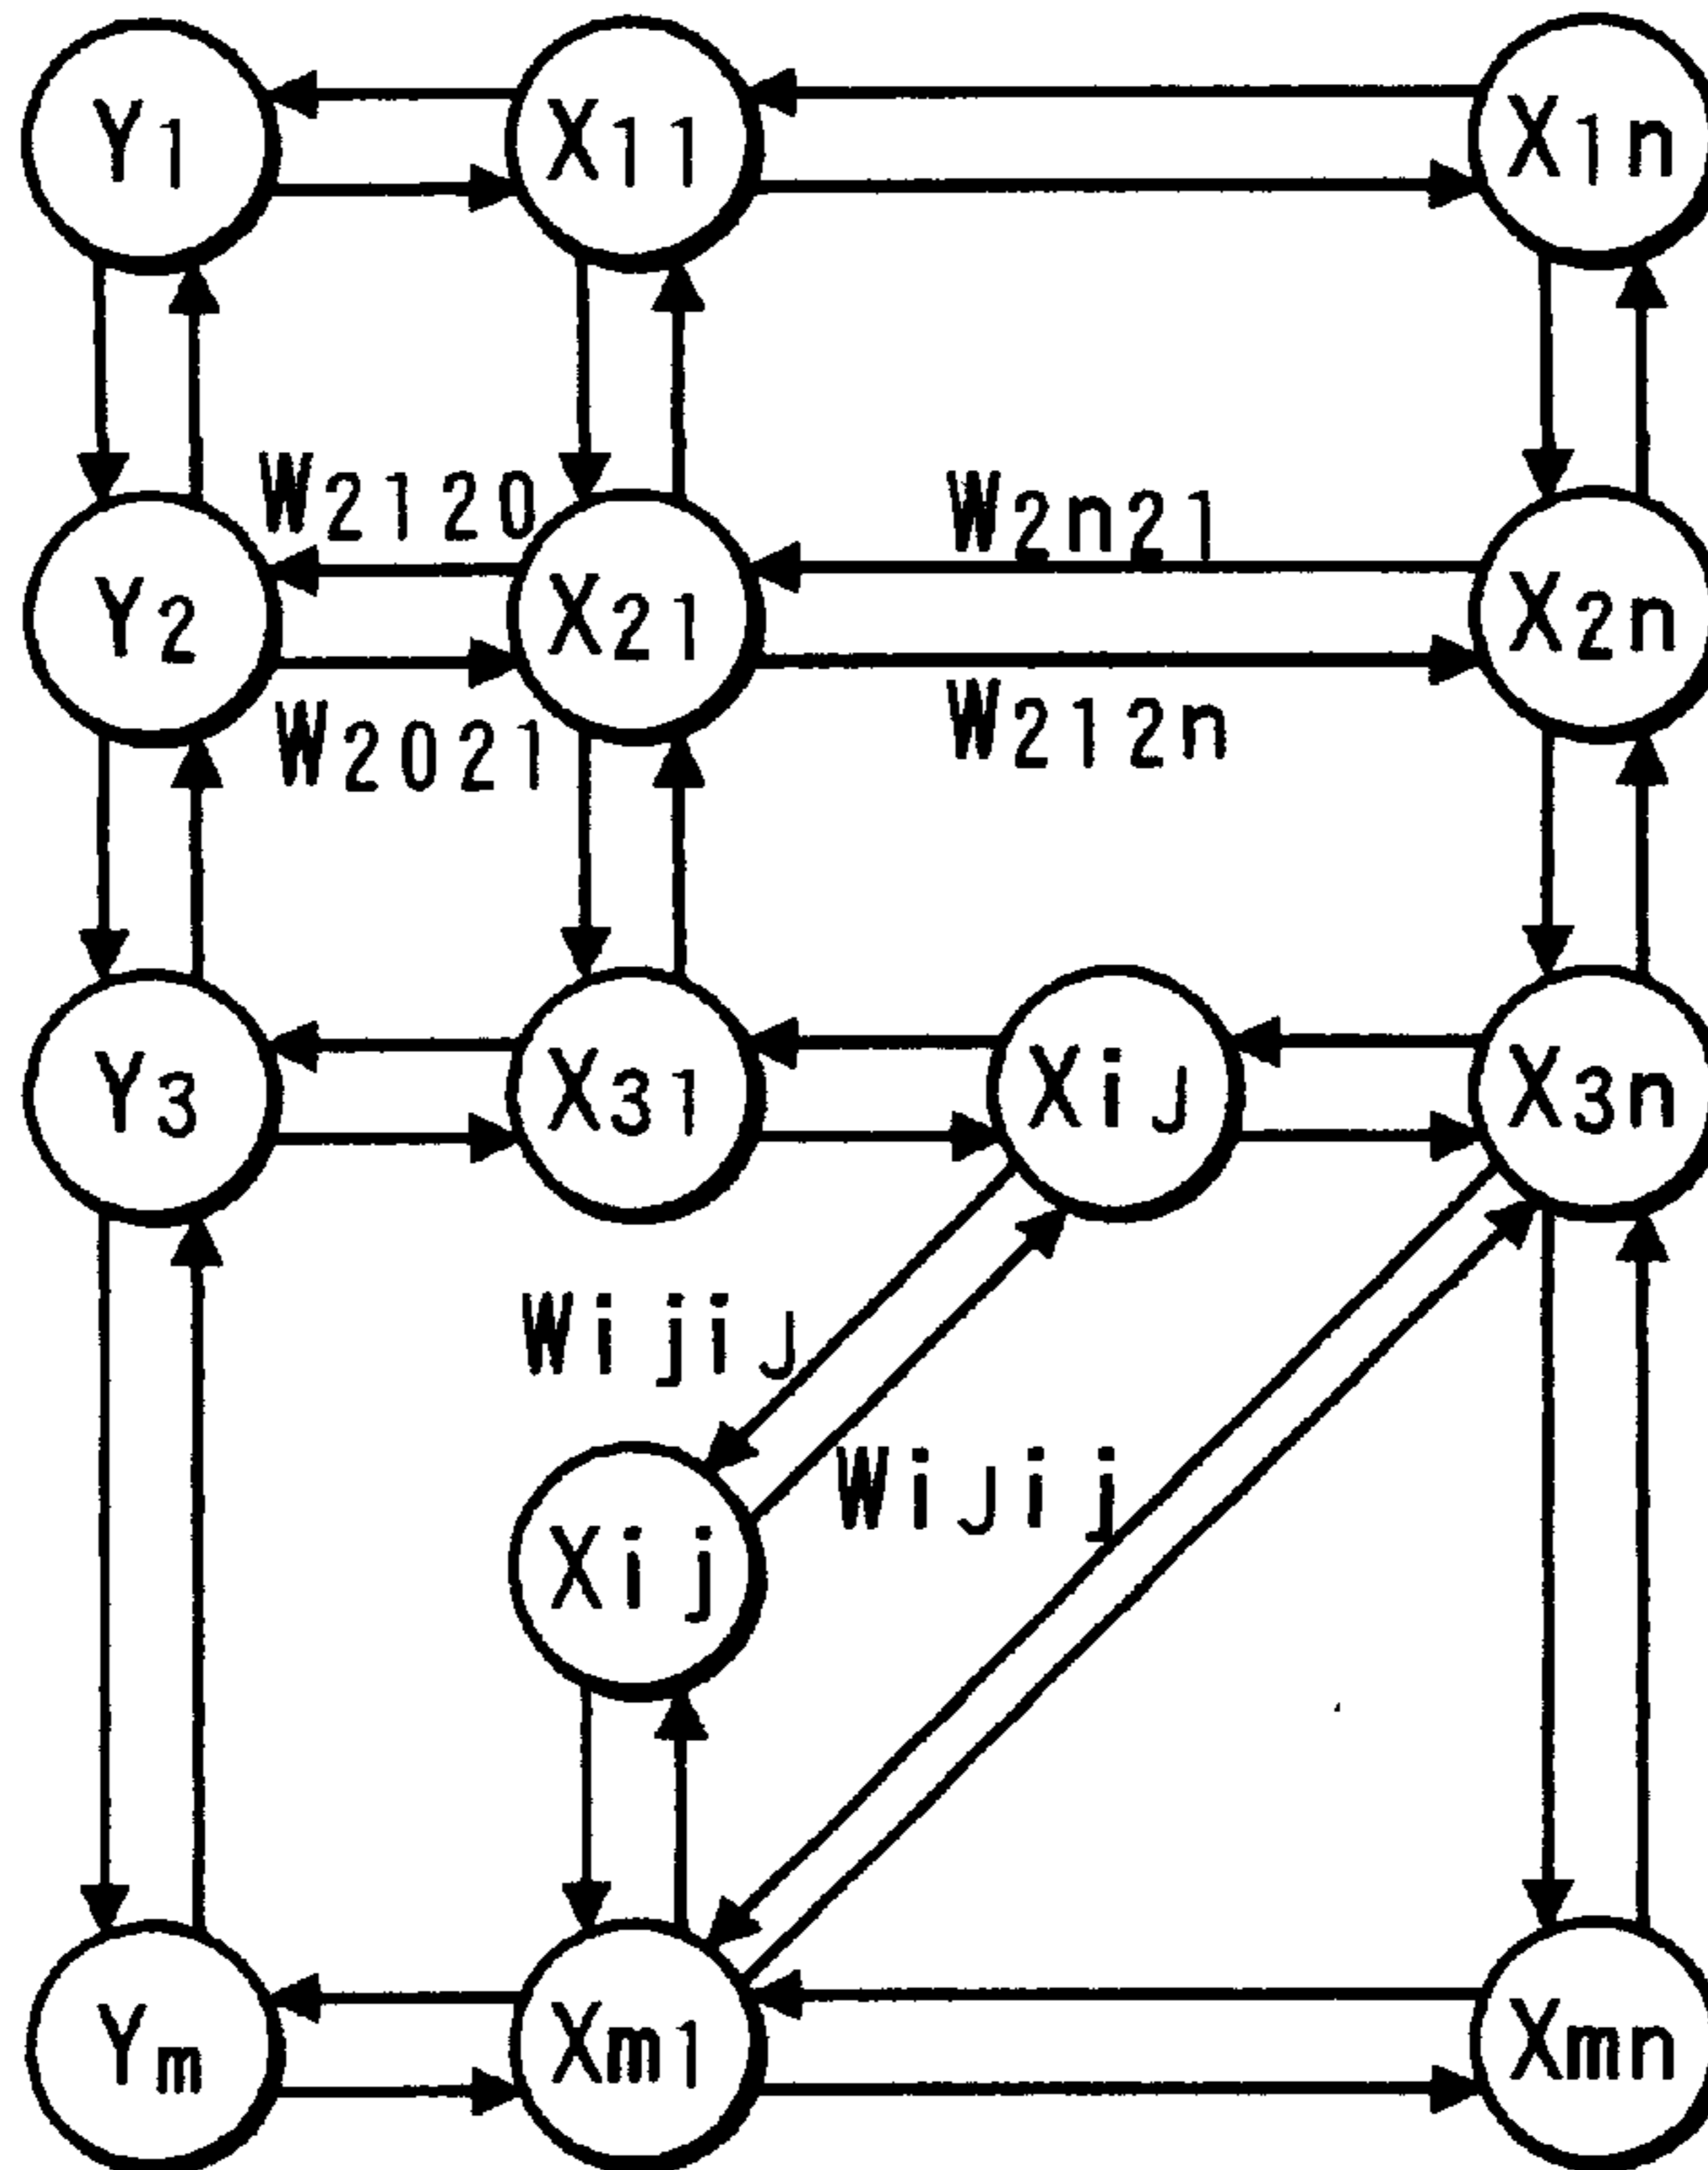 Y1 X11 X1n
W2120 W2n21
Y2 X21 X2n
W2021 W212n
Y3 X31 XiJ X3n
WijiJ
WiJij
Xij
Ym Xm1 Xmn